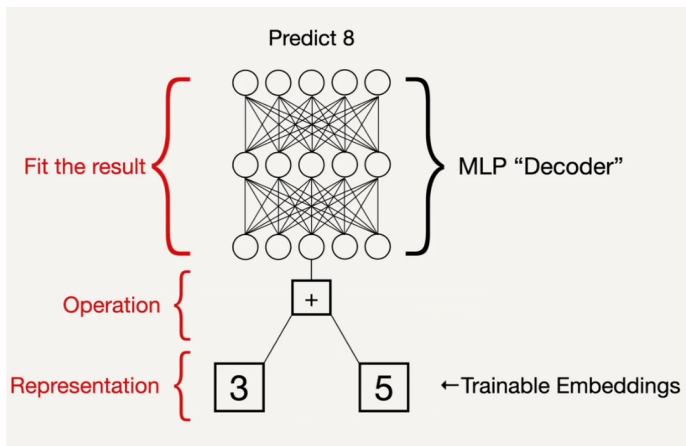 Predict 8
Fit the result
MLP “Decoder”
Operation
+
Representation
3
5
←Trainable Embeddings